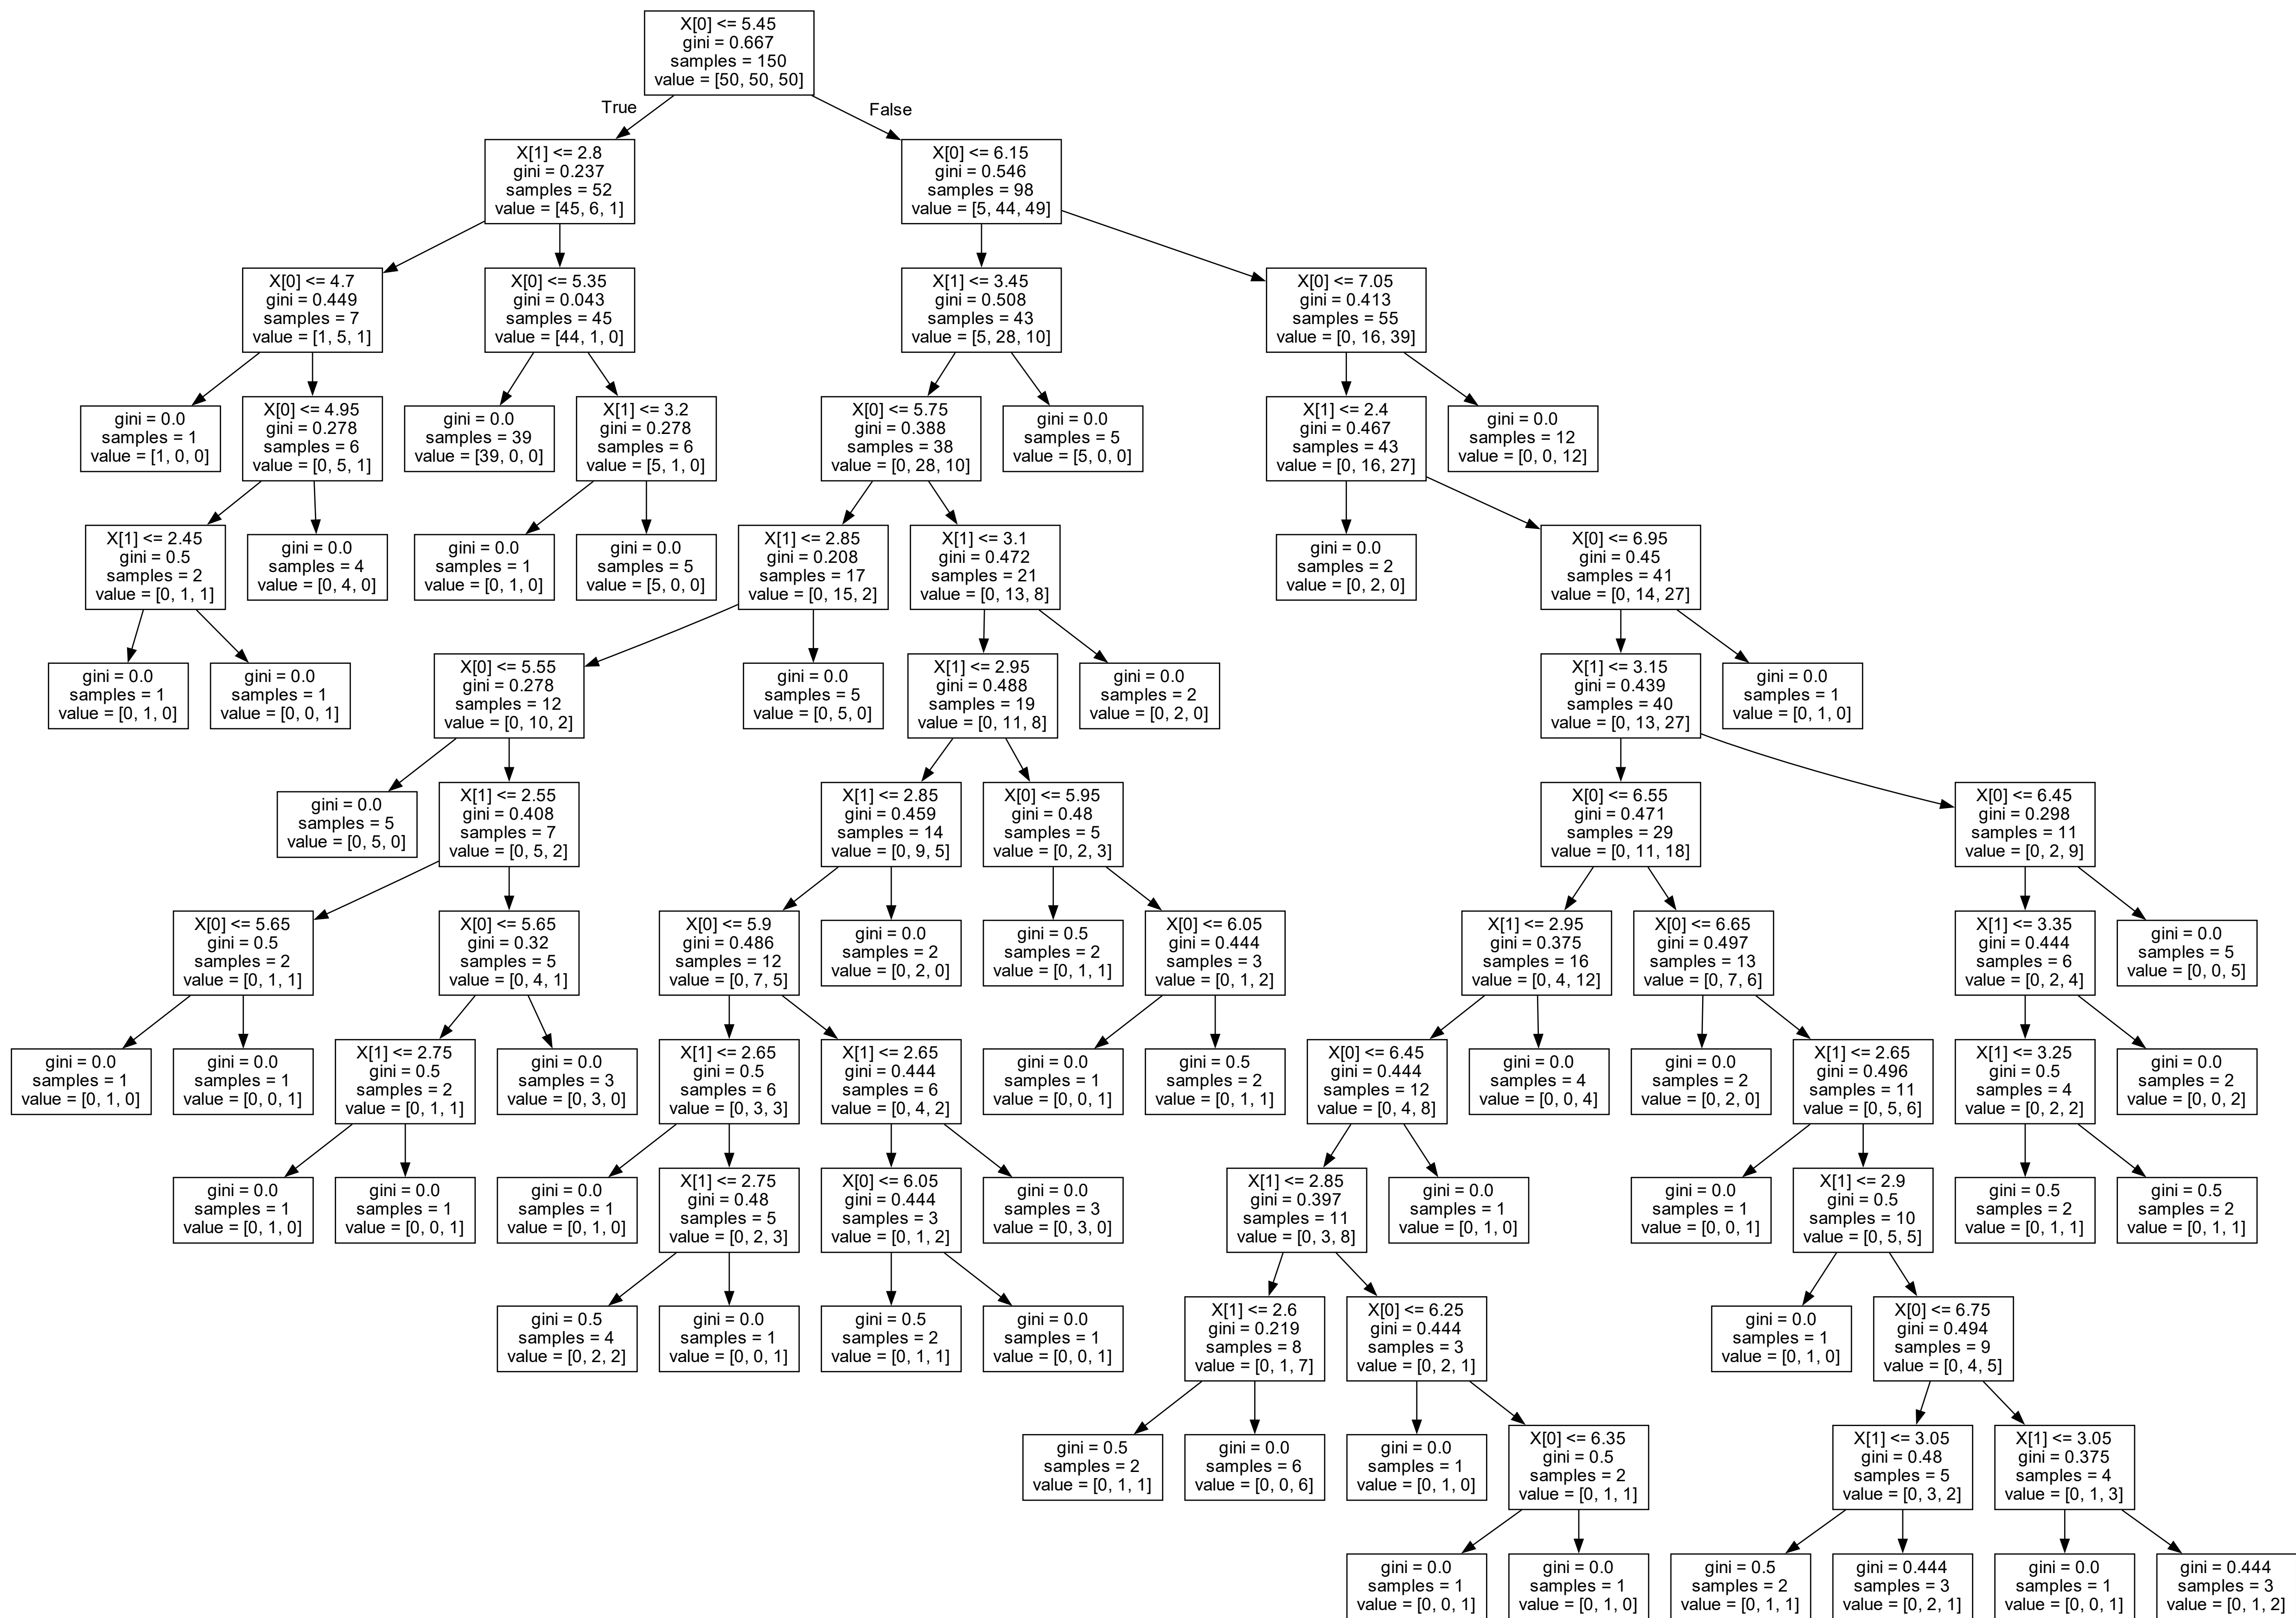 X[0] <= 5.45
gini = 0.667
samples = 150
value = [50, 50, 50]
True
False
X[1] <= 2.8
gini = 0.237
samples = 52
value = [45, 6, 1]
X[0] <= 6.15
gini = 0.546
samples = 98
value = [5, 44, 49]
X[0] <= 4.7
gini = 0.449
samples = 7
value = [1, 5, 1]
X[0] <= 5.35
gini = 0.043
samples = 45
value = [44, 1, 0]
X[1] <= 3.45
gini = 0.508
samples = 43
value = [5, 28, 10]
X[0] <= 7.05
gini = 0.413
samples = 55
value = [0, 16, 39]
gini = 0.0
samples = 1
value = [1, 0, 0]
X[0] <= 4.95
gini = 0.278
samples = 6
value = [0, 5, 1]
gini = 0.0
samples = 39
value = [39, 0, 0]
X[1] <= 3.2
gini = 0.278
samples = 6
value = [5, 1, 0]
X[0] <= 5.75
gini = 0.388
samples = 38
value = [0, 28, 10]
gini = 0.0
samples = 5
value = [5, 0, 0]
X[1] <= 2.4
gini = 0.467
samples = 43
value = [0, 16, 27]
gini = 0.0
samples = 12
value = [0, 0, 12]
X[1] <= 2.45
gini = 0.5
samples = 2
value = [0, 1, 1]
gini = 0.0
samples = 4
value = [0, 4, 0]
gini = 0.0
samples = 1
value = [0, 1, 0]
gini = 0.0
samples = 5
value = [5, 0, 0]
X[1] <= 2.85
gini = 0.208
samples = 17
value = [0, 15, 2]
X[1] <= 3.1
gini = 0.472
samples = 21
value = [0, 13, 8]
gini = 0.0
samples = 2
value = [0, 2, 0]
X[0] <= 6.95
gini = 0.45
samples = 41
value = [0, 14, 27]
gini = 0.0
samples = 1
value = [0, 1, 0]
gini = 0.0
samples = 1
value = [0, 0, 1]
X[0] <= 5.55
gini = 0.278
samples = 12
value = [0, 10, 2]
gini = 0.0
samples = 5
value = [0, 5, 0]
X[1] <= 2.95
gini = 0.488
samples = 19
value = [0, 11, 8]
gini = 0.0
samples = 2
value = [0, 2, 0]
X[1] <= 3.15
gini = 0.439
samples = 40
value = [0, 13, 27]
gini = 0.0
samples = 1
value = [0, 1, 0]
gini = 0.0
samples = 5
value = [0, 5, 0]
X[1] <= 2.55
gini = 0.408
samples = 7
value = [0, 5, 2]
X[1] <= 2.85
gini = 0.459
samples = 14
value = [0, 9, 5]
X[0] <= 5.95
gini = 0.48
samples = 5
value = [0, 2, 3]
X[0] <= 6.55
gini = 0.471
samples = 29
value = [0, 11, 18]
X[0] <= 6.45
gini = 0.298
samples = 11
value = [0, 2, 9]
X[0] <= 5.65
gini = 0.5
samples = 2
value = [0, 1, 1]
X[0] <= 5.65
gini = 0.32
samples = 5
value = [0, 4, 1]
X[0] <= 5.9
gini = 0.486
samples = 12
value = [0, 7, 5]
gini = 0.0
samples = 2
value = [0, 2, 0]
gini = 0.5
samples = 2
value = [0, 1, 1]
X[0] <= 6.05
gini = 0.444
samples = 3
value = [0, 1, 2]
X[1] <= 2.95
gini = 0.375
samples = 16
value = [0, 4, 12]
X[0] <= 6.65
gini = 0.497
samples = 13
value = [0, 7, 6]
X[1] <= 3.35
gini = 0.444
samples = 6
value = [0, 2, 4]
gini = 0.0
samples = 5
value = [0, 0, 5]
gini = 0.0
samples = 1
value = [0, 1, 0]
gini = 0.0
samples = 1
value = [0, 0, 1]
X[1] <= 2.75
gini = 0.5
samples = 2
value = [0, 1, 1]
gini = 0.0
samples = 3
value = [0, 3, 0]
X[1] <= 2.65
gini = 0.5
samples = 6
value = [0, 3, 3]
X[1] <= 2.65
gini = 0.444
samples = 6
value = [0, 4, 2]
gini = 0.0
samples = 1
value = [0, 0, 1]
gini = 0.5
samples = 2
value = [0, 1, 1]
X[0] <= 6.45
gini = 0.444
samples = 12
value = [0, 4, 8]
gini = 0.0
samples = 4
value = [0, 0, 4]
gini = 0.0
samples = 2
value = [0, 2, 0]
X[1] <= 2.65
gini = 0.496
samples = 11
value = [0, 5, 6]
X[1] <= 3.25
gini = 0.5
samples = 4
value = [0, 2, 2]
gini = 0.0
samples = 2
value = [0, 0, 2]
gini = 0.0
samples = 1
value = [0, 1, 0]
gini = 0.0
samples = 1
value = [0, 0, 1]
gini = 0.0
samples = 1
value = [0, 1, 0]
X[1] <= 2.75
gini = 0.48
samples = 5
value = [0, 2, 3]
X[0] <= 6.05
gini = 0.444
samples = 3
value = [0, 1, 2]
gini = 0.0
samples = 3
value = [0, 3, 0]
X[1] <= 2.85
gini = 0.397
samples = 11
value = [0, 3, 8]
gini = 0.0
samples = 1
value = [0, 1, 0]
gini = 0.0
samples = 1
value = [0, 0, 1]
X[1] <= 2.9
gini = 0.5
samples = 10
value = [0, 5, 5]
gini = 0.5
samples = 2
value = [0, 1, 1]
gini = 0.5
samples = 2
value = [0, 1, 1]
gini = 0.5
samples = 4
value = [0, 2, 2]
gini = 0.0
samples = 1
value = [0, 0, 1]
gini = 0.5
samples = 2
value = [0, 1, 1]
gini = 0.0
samples = 1
value = [0, 0, 1]
X[1] <= 2.6
gini = 0.219
samples = 8
value = [0, 1, 7]
X[0] <= 6.25
gini = 0.444
samples = 3
value = [0, 2, 1]
gini = 0.0
samples = 1
value = [0, 1, 0]
X[0] <= 6.75
gini = 0.494
samples = 9
value = [0, 4, 5]
gini = 0.5
samples = 2
value = [0, 1, 1]
gini = 0.0
samples = 6
value = [0, 0, 6]
gini = 0.0
samples = 1
value = [0, 1, 0]
X[0] <= 6.35
gini = 0.5
samples = 2
value = [0, 1, 1]
X[1] <= 3.05
gini = 0.48
samples = 5
value = [0, 3, 2]
X[1] <= 3.05
gini = 0.375
samples = 4
value = [0, 1, 3]
gini = 0.0
samples = 1
value = [0, 0, 1]
gini = 0.0
samples = 1
value = [0, 1, 0]
gini = 0.5
samples = 2
value = [0, 1, 1]
gini = 0.444
samples = 3
value = [0, 2, 1]
gini = 0.0
samples = 1
value = [0, 0, 1]
gini = 0.444
samples = 3
value = [0, 1, 2]